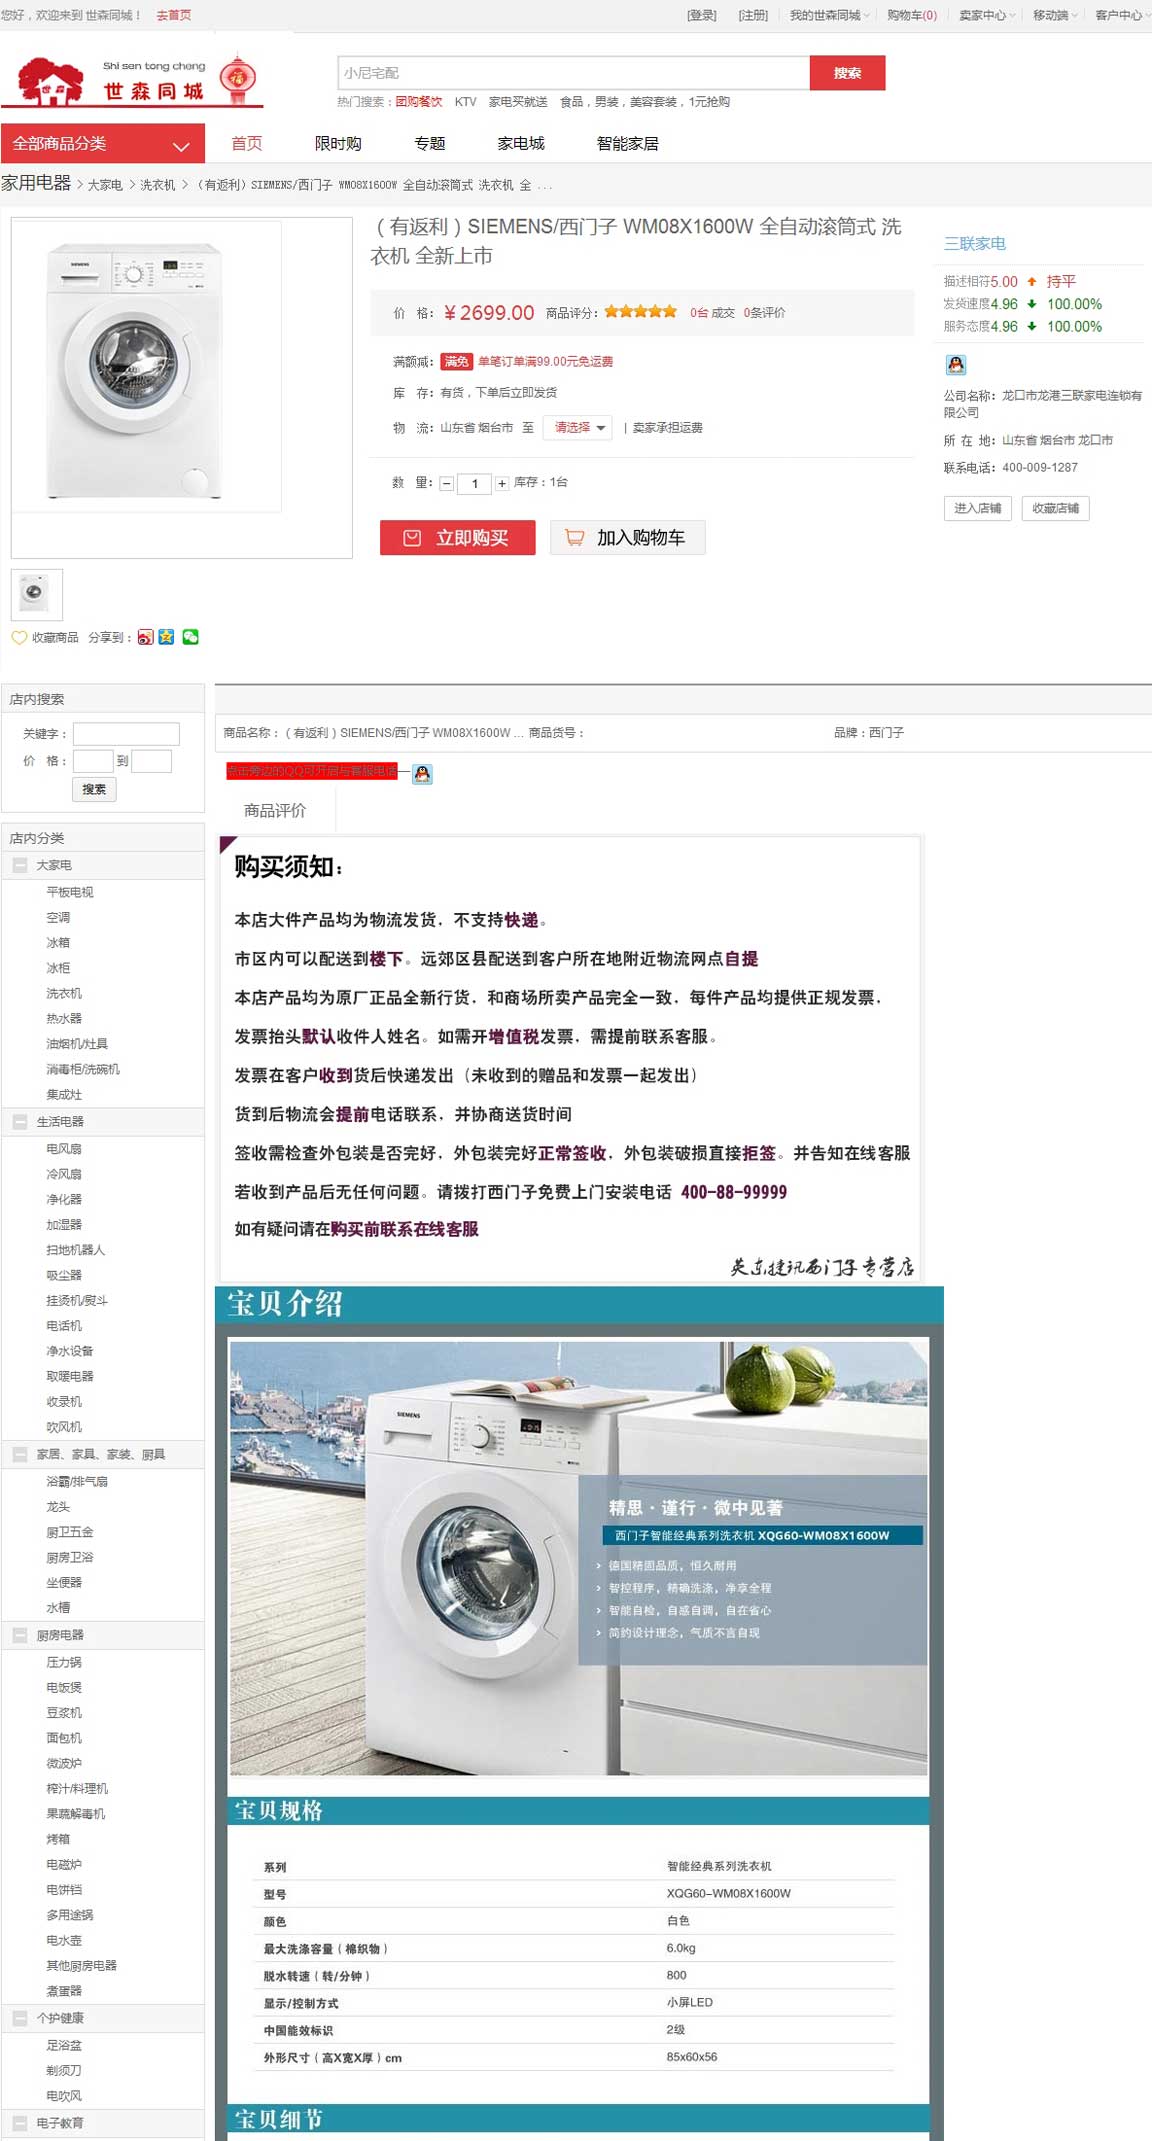 您好，欢迎来到 世森同城！ 去首页
[登录] [注册] 我的世森同城 购物车(0) 卖家中心 移动端 客户中心
Shi sen tong cheng
世森同城
福
小尼宅配
搜索
热门搜索：团购餐饮 KTV 家电买就送 食品，男装，美容套装，1元抢购
全部商品分类 首页 限时购 专题 家电城 智能家居
家用电器 > 大家电 > 洗衣机 > （有返利）SIEMENS/西门子 WM08X1600W 全自动滚筒式 洗衣机 全 ...
SIEMENS
（有返利）SIEMENS/西门子 WM08X1600W 全自动滚筒式 洗
衣机 全新上市
价 格：￥2699.00 商品评分： 0台 成交 0条评价
满额减：满免 单笔订单满99.00元免运费
库 存：有货，下单后立即发货
物 流：山东省 烟台市 至 请选择 | 卖家承担运费
数 量： − 1 + 库存：1台
立即购买 加入购物车
三联家电
描述相符5.00 持平
发货速度4.96 100.00%
服务态度4.96 100.00%
公司名称：龙口市龙港三联家电连锁有
限公司
所 在 地：山东省 烟台市 龙口市
联系电话：400-009-1287
进入店铺 收藏店铺
收藏商品 分享到：
店内搜索
关键字：
价 格： 到
搜索
店内分类
大家电
平板电视
空调
冰箱
冰柜
洗衣机
热水器
油烟机/灶具
消毒柜/洗碗机
集成灶
生活电器
电风扇
冷风扇
净化器
加湿器
扫地机器人
吸尘器
挂烫机/熨斗
电话机
净水设备
取暖电器
收录机
吹风机
家居、家具、家装、厨具
浴霸/排气扇
龙头
厨卫五金
厨房卫浴
坐便器
水槽
厨房电器
压力锅
电饭煲
豆浆机
面包机
微波炉
榨汁/料理机
果蔬解毒机
烤箱
电磁炉
电饼铛
多用途锅
电水壶
其他厨房电器
煮蛋器
个护健康
足浴盆
剃须刀
电吹风
电子教育
商品名称：（有返利）SIEMENS/西门子 WM08X1600W ... 商品货号： 品牌：西门子
点击旁边的QQ可开启与客服电话—
商品评价
购买须知：
本店大件产品均为物流发货．不支持快递。
市区内可以配送到楼下。远郊区县配送到客户所在地附近物流网点自提
本店产品均为原厂正品全新行货．和商场所卖产品完全一致．每件产品均提供正规发票．
发票抬头默认收件人姓名。如需开增值税发票．需提前联系客服。
发票在客户收到货后快递发出（未收到的赠品和发票一起发出）
货到后物流会提前电话联系．并协商送货时间
签收需检查外包装是否完好．外包装完好正常签收．外包装破损直接拒签。并告知在线客服
若收到产品后无任何问题。请拨打西门子免费上门安装电话 400-88-99999
如有疑问请在购买前联系在线客服
英东捷讯西门子专营店
宝贝介绍
SIEMENS
精思·谨行·微中见著
西门子智能经典系列洗衣机 XQG60-WM08X1600W
› 德国精固品质，恒久耐用
› 智控程序，精确洗涤，净享全程
› 智能自检，自感自调，自在省心
› 简约设计理念，气质不言自现
宝贝规格
系列 智能经典系列洗衣机
型号 XQG60-WM08X1600W
颜色 白色
最大洗涤容量（棉织物） 6.0kg
脱水转速（转/分钟） 800
显示/控制方式 小屏LED
中国能效标识 2级
外形尺寸（高X宽X厚）cm 85x60x56
宝贝细节